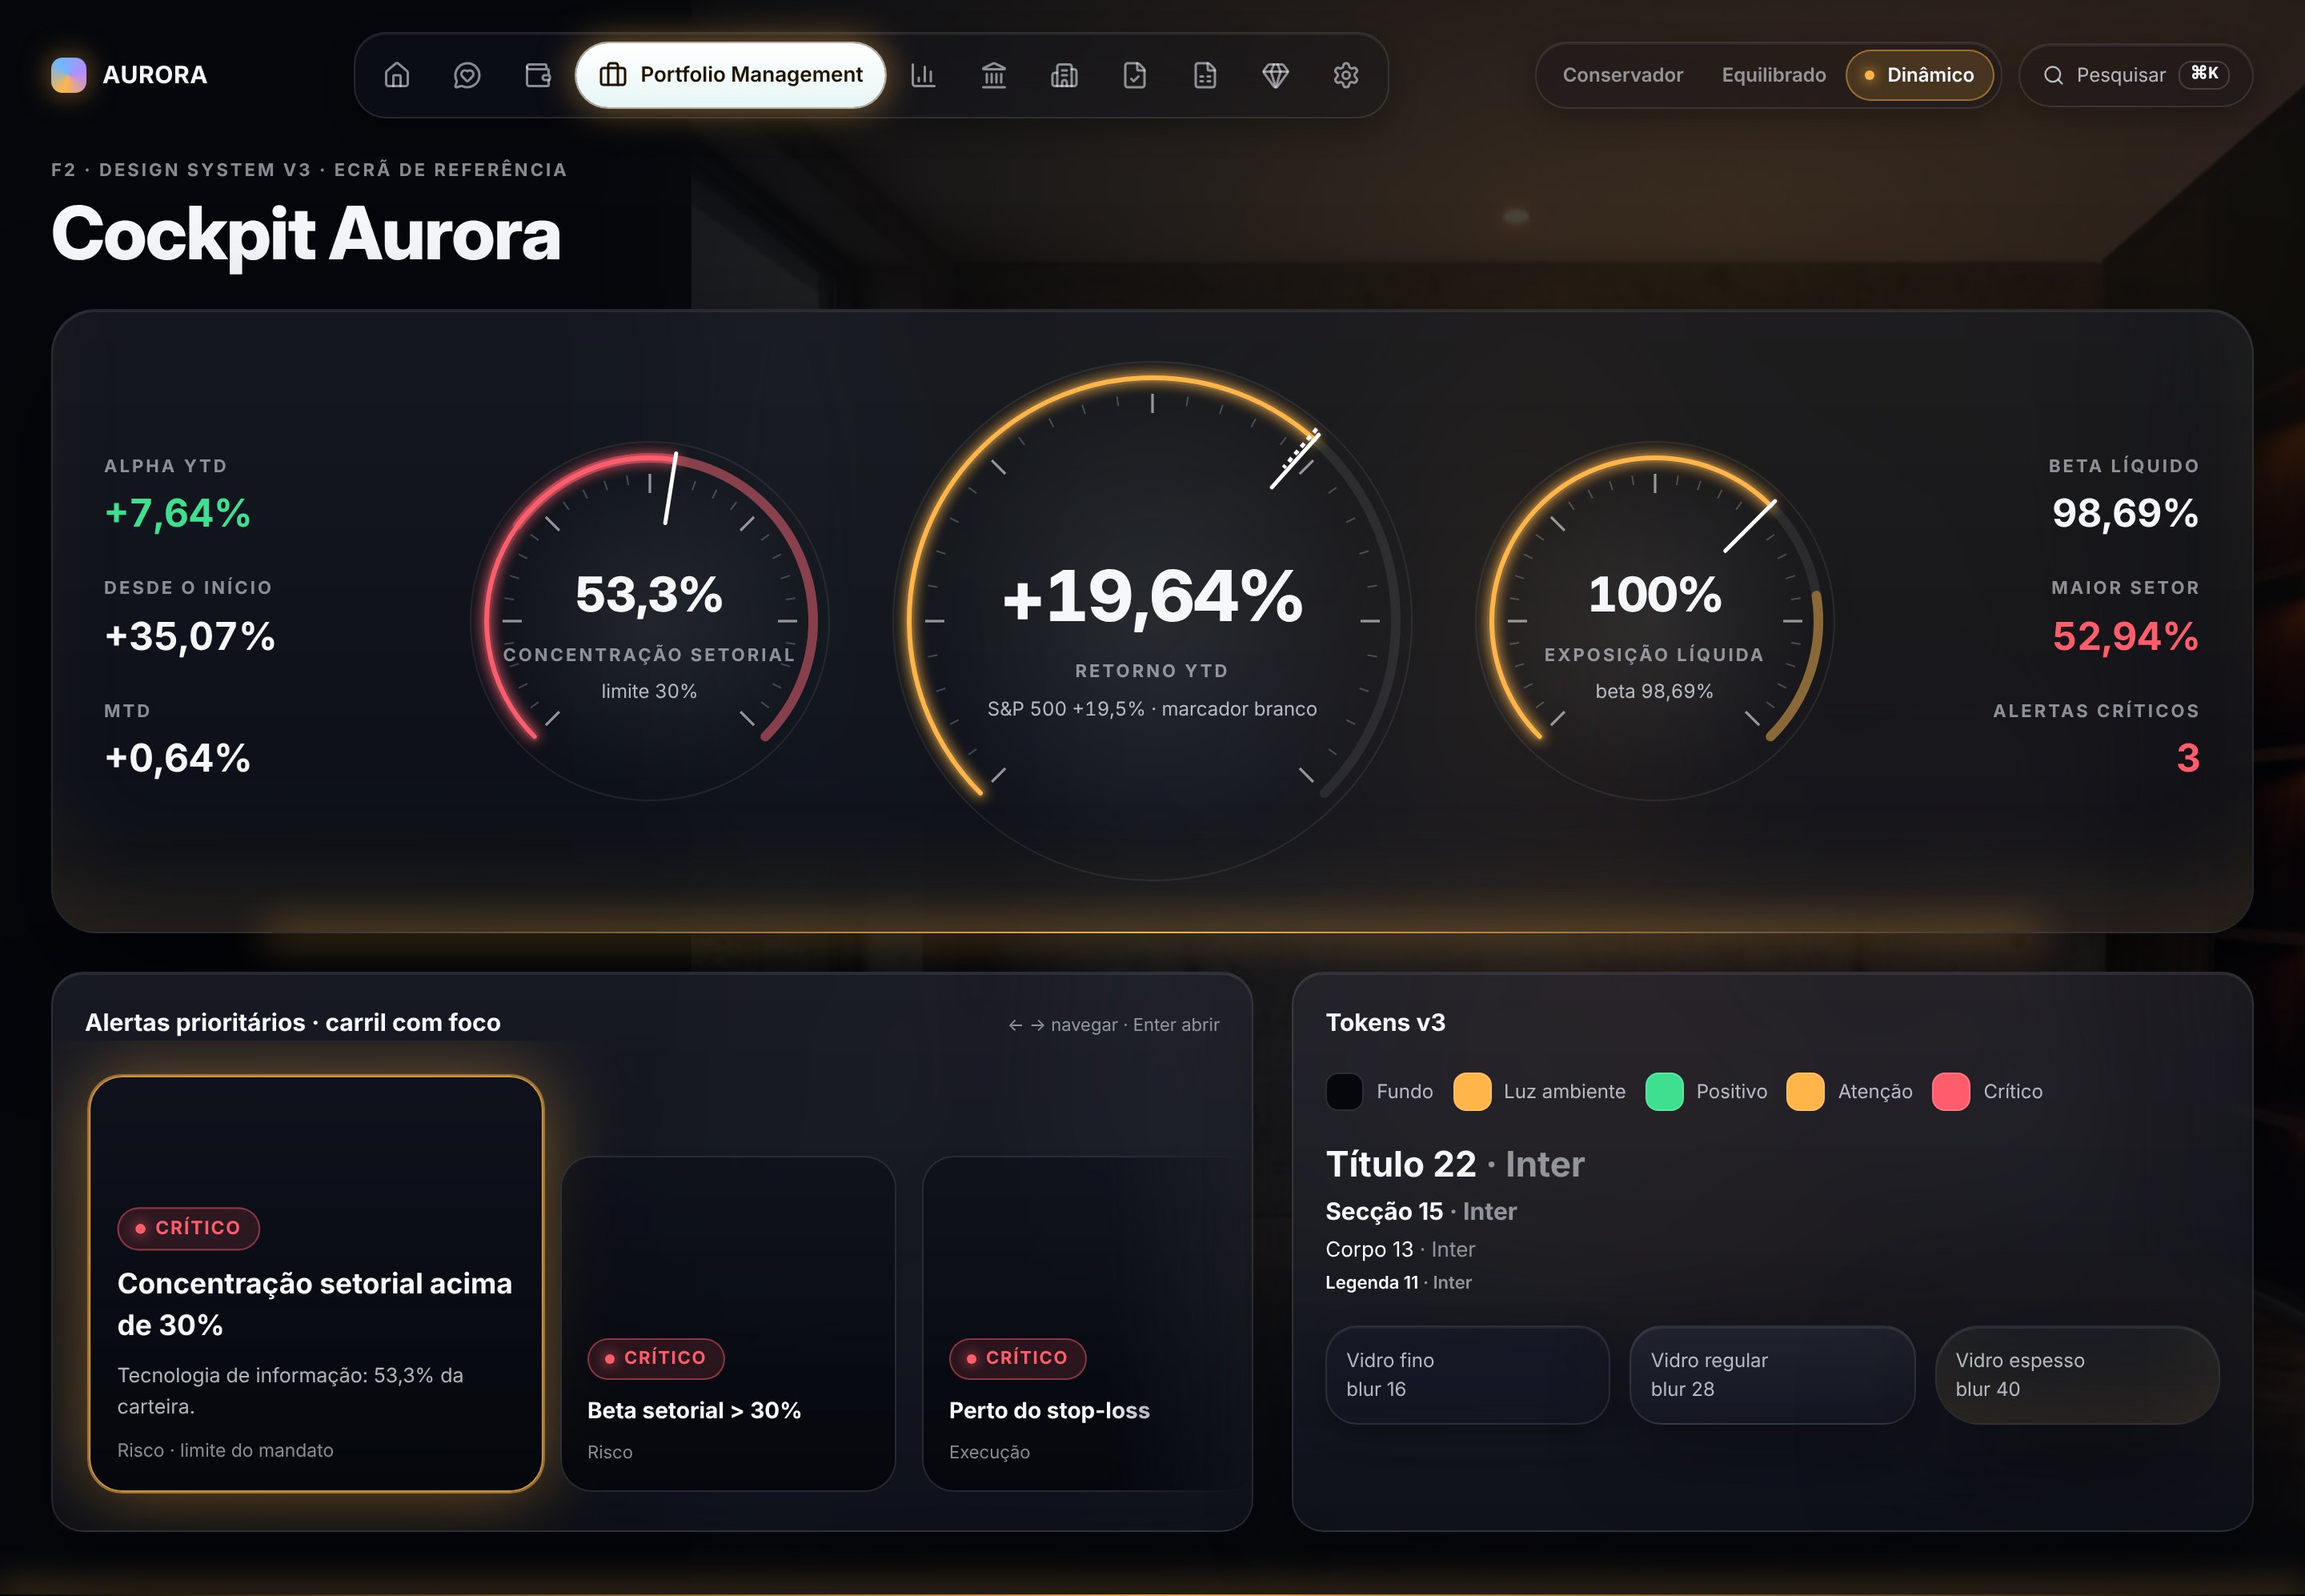 AURORA
Portfolio Management
Conservador
Equilibrado
Dinâmico
Pesquisar
⌘K
F2 · DESIGN SYSTEM V3 · ECRÃ DE REFERÊNCIA
Cockpit Aurora
ALPHA YTD
+7,64%
DESDE O INÍCIO
+35,07%
MTD
+0,64%
53,3%
CONCENTRAÇÃO SETORIAL
limite 30%
+19,64%
RETORNO YTD
S&P 500 +19,5% · marcador branco
100%
EXPOSIÇÃO LÍQUIDA
beta 98,69%
BETA LÍQUIDO
98,69%
MAIOR SETOR
52,94%
ALERTAS CRÍTICOS
3
Alertas prioritários · carril com foco
← → navegar · Enter abrir
CRÍTICO
Concentração setorial acima
de 30%
Tecnologia de informação: 53,3% da
carteira.
Risco · limite do mandato
CRÍTICO
Beta setorial > 30%
Risco
CRÍTICO
Perto do stop-loss
Execução
Tokens v3
Fundo
Luz ambiente
Positivo
Atenção
Crítico
Título 22 · Inter
Secção 15 · Inter
Corpo 13 · Inter
Legenda 11 · Inter
Vidro fino
blur 16
Vidro regular
blur 28
Vidro espesso
blur 40